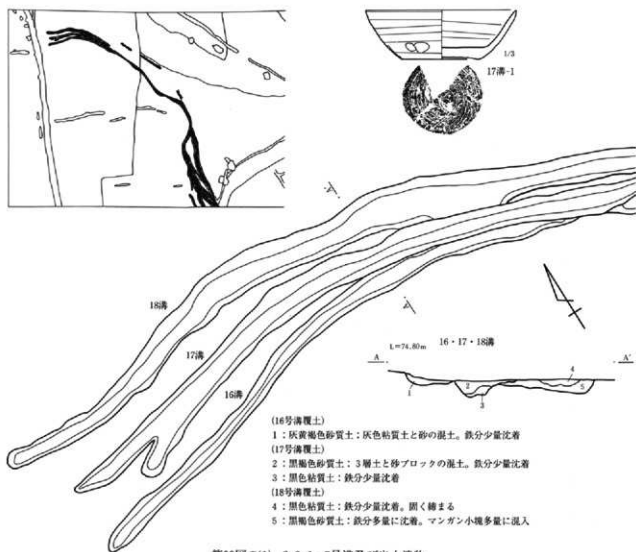 1/3
17溝-1
A'
18溝
17溝
16溝
A
L=74.80m 16・17・18溝
A A'
1 2 3 4 5
(16号溝覆土)
1：灰黄褐色砂質土：灰色粘質土と砂の混土。鉄分少量沈着
(17号溝覆土)
2：黒褐色砂質土：3層土と砂ブロックの混土。鉄分少量沈着
3：黒色粘質土：鉄分少量沈着
(18号溝覆土)
4：黒色粘質土：鉄分少量沈着。固く締まる
5：黒褐色砂質土：鉄分多量に沈着。マンガン小塊多量に混入